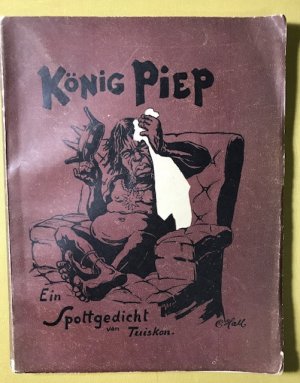 König Piep
Ein
Spottgedicht
von Tuiskon.